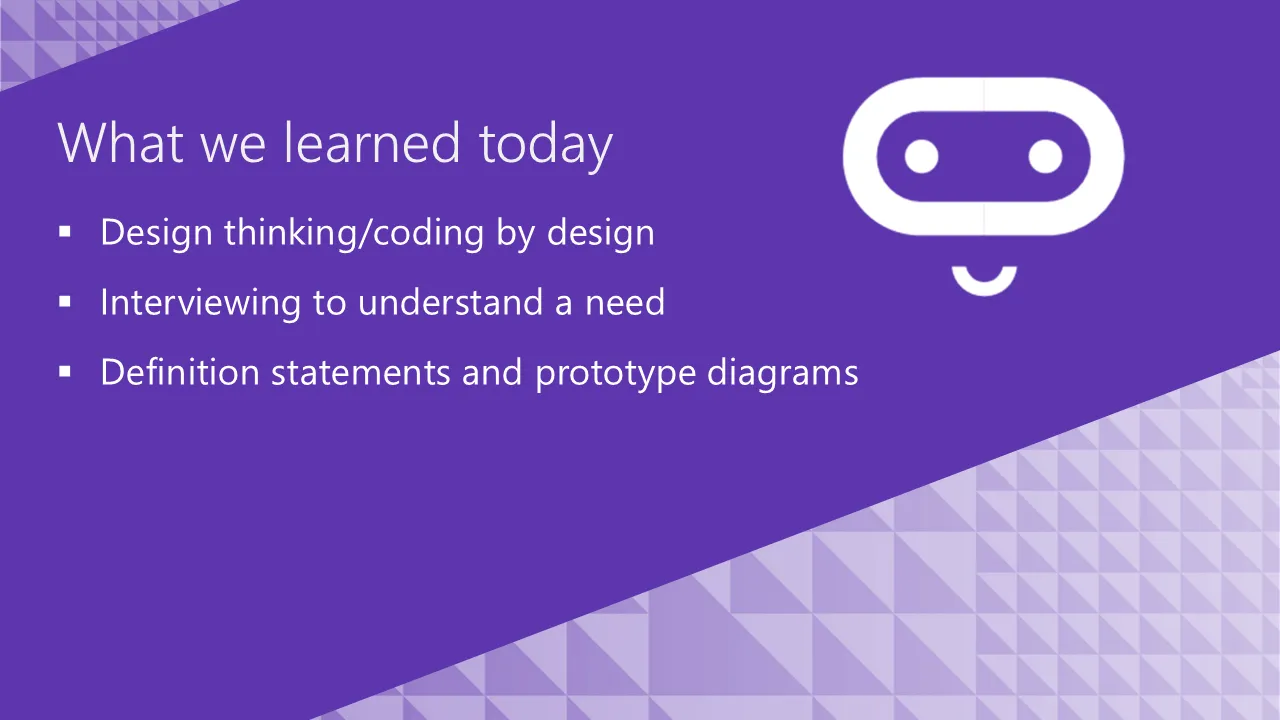 What we learned today
▪ Design thinking/coding by design
▪ Interviewing to understand a need
▪ Definition statements and prototype diagrams